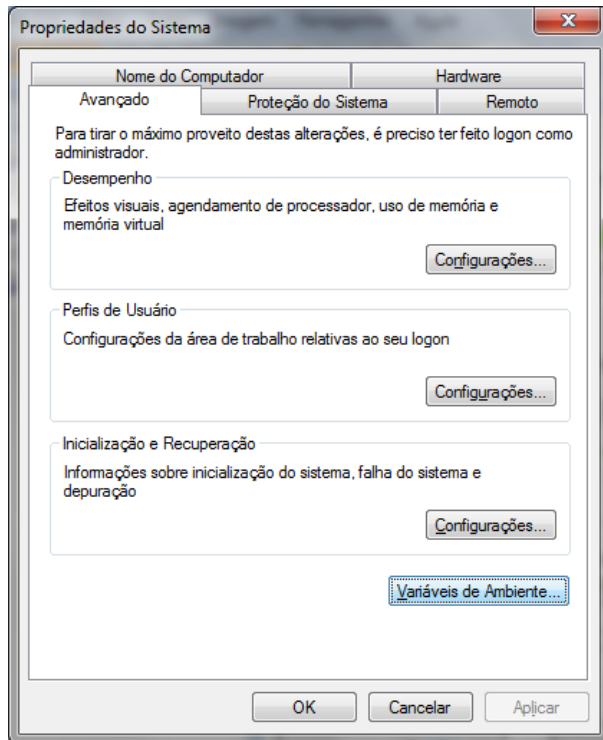 Propriedades do Sistema
Nome do Computador
Hardware
Avançado
Proteção do Sistema
Remoto
Para tirar o máximo proveito destas alterações, é preciso ter feito logon como
administrador.
Desempenho
Efeitos visuais, agendamento de processador, uso de memória e
memória virtual
Configurações...
Perfis de Usuário
Configurações da área de trabalho relativas ao seu logon
Configurações...
Inicialização e Recuperação
Informações sobre inicialização do sistema, falha do sistema e
depuração
Configurações...
Variáveis de Ambiente...
OK
Cancelar
Aplicar